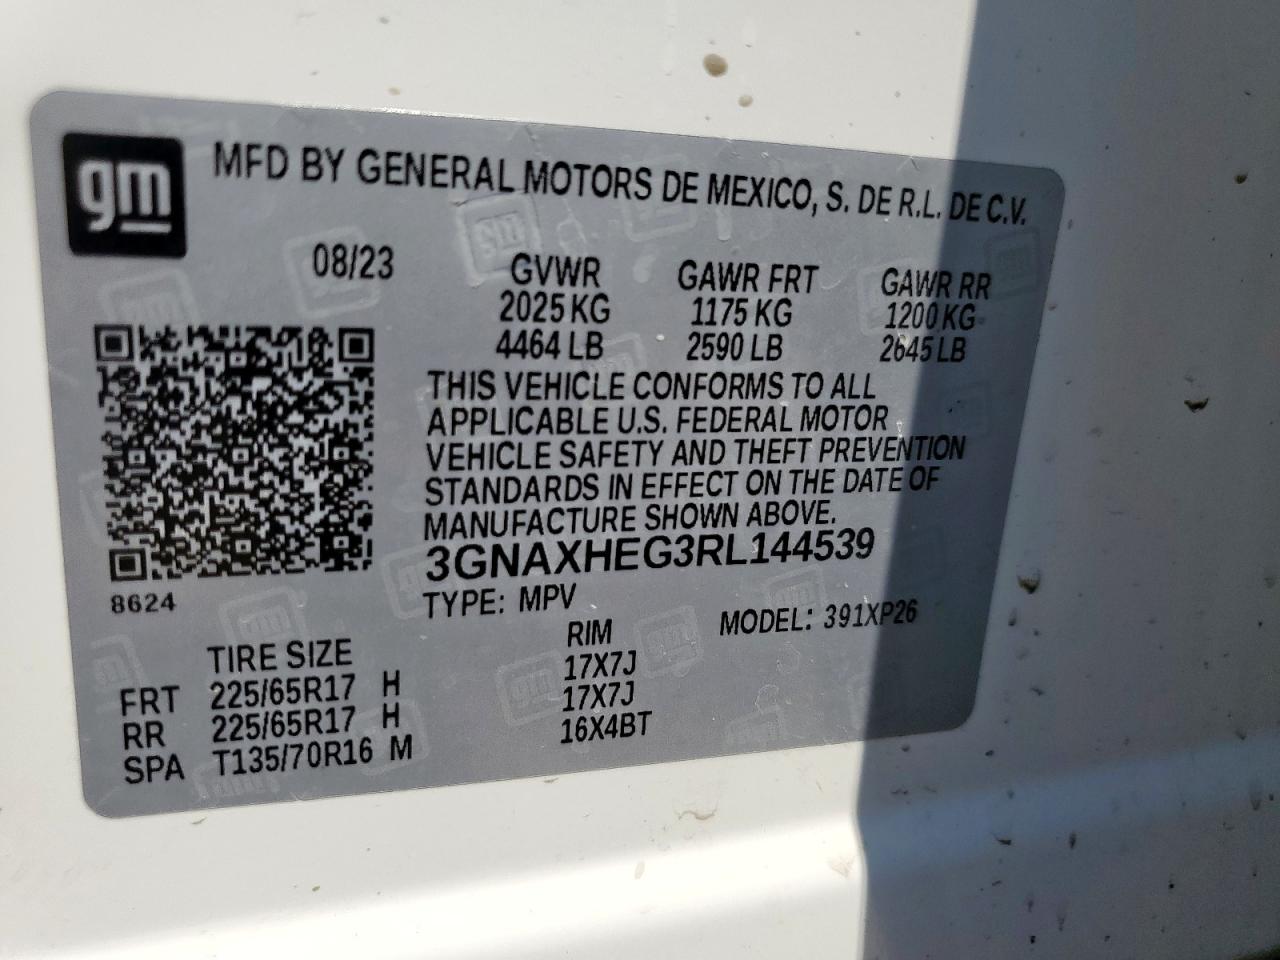 gm
MFD BY GENERAL MOTORS DE MEXICO, S. DE R.L. DE C.V.
08/23
GVWR GAWR FRT GAWR RR
2025 KG 1175 KG 1200 KG
4464 LB 2590 LB 2645 LB
THIS VEHICLE CONFORMS TO ALL
APPLICABLE U.S. FEDERAL MOTOR
VEHICLE SAFETY AND THEFT PREVENTION
STANDARDS IN EFFECT ON THE DATE OF
MANUFACTURE SHOWN ABOVE.
3GNAXHEG3RL144539
8624
TYPE: MPV MODEL: 391XP26
TIRE SIZE RIM
FRT 225/65R17 H 17X7J
RR 225/65R17 H 17X7J
SPA T135/70R16 M 16X4BT